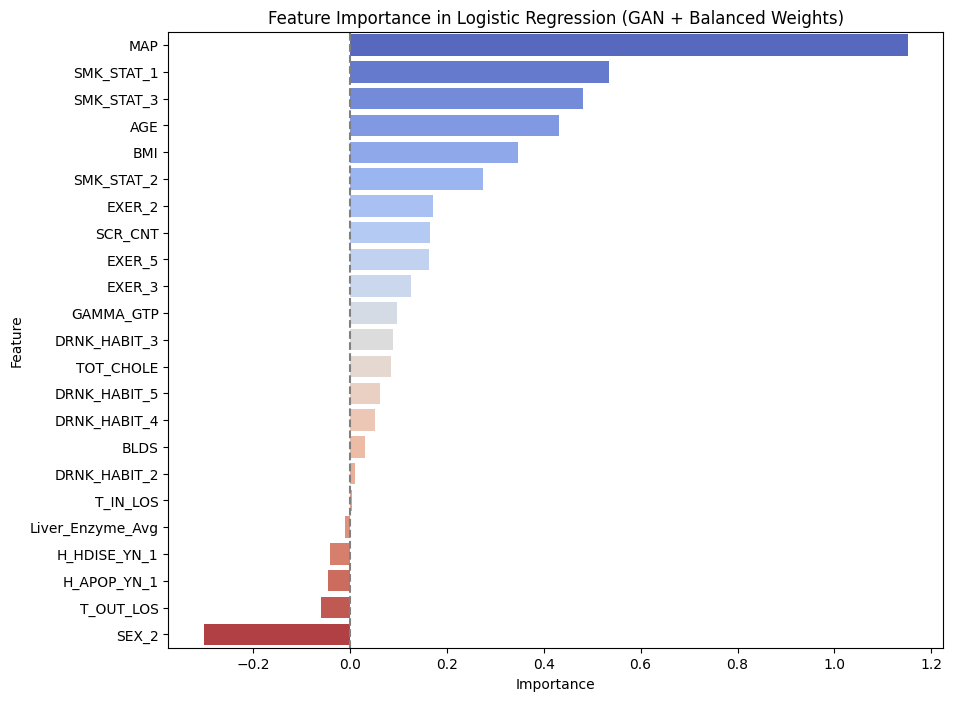 Feature Importance in Logistic Regression (GAN + Balanced Weights)
MAP
SMK_STAT_1
SMK_STAT_3
AGE
BMI
SMK_STAT_2
EXER_2
SCR_CNT
EXER_5
EXER_3
GAMMA_GTP
DRNK_HABIT_3
TOT_CHOLE
DRNK_HABIT_5
DRNK_HABIT_4
BLDS
DRNK_HABIT_2
T_IN_LOS
Liver_Enzyme_Avg
H_HDISE_YN_1
H_APOP_YN_1
T_OUT_LOS
SEX_2
Feature
−0.2 0.0 0.2 0.4 0.6 0.8 1.0 1.2
Importance